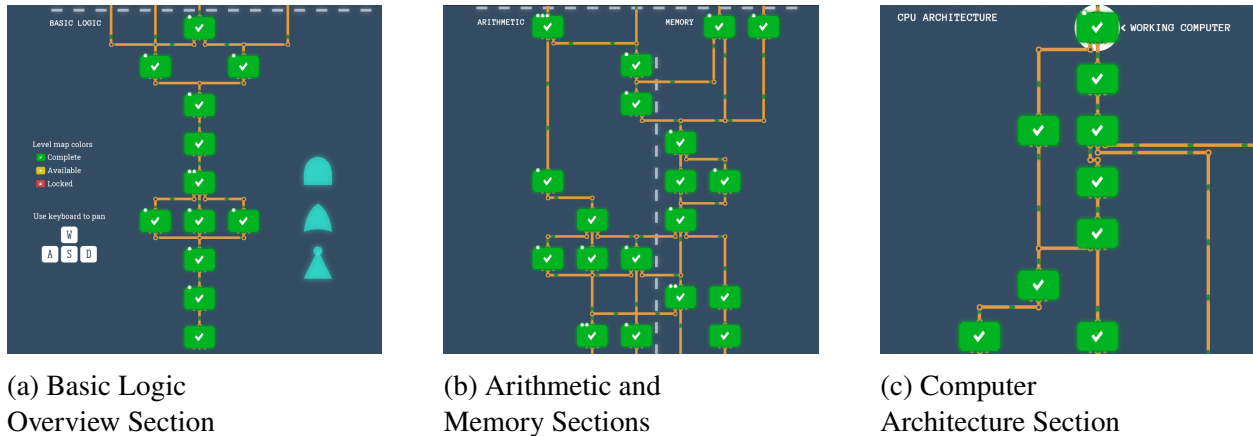 BASIC LOGIC
Level map colors
Complete
Available
Locked
Use keyboard to pan
W
A S D
ARITHMETIC
MEMORY
CPU ARCHITECTURE
< WORKING COMPUTER
(a) Basic Logic
Overview Section
(b) Arithmetic and
Memory Sections
(c) Computer
Architecture Section